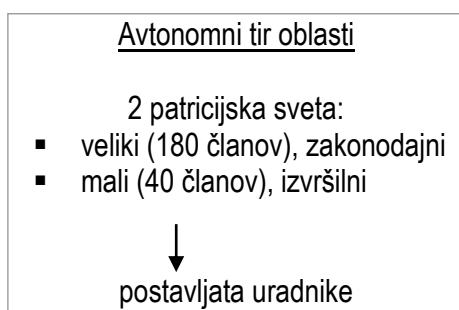 Avtonomni tir oblasti
2 patricijska sveta:
▪ veliki (180 članov), zakonodajni
▪ mali (40 članov), izvršilni
postavljata uradnike